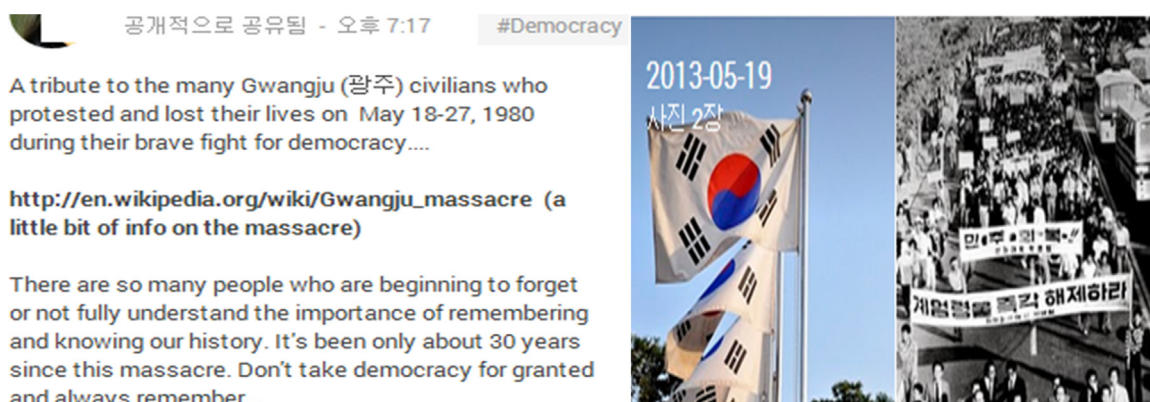 공개적으로 공유됨 - 오후 7:17
#Democracy
A tribute to the many Gwangju (광주) civilians who
protested and lost their lives on May 18-27, 1980
during their brave fight for democracy....
http://en.wikipedia.org/wiki/Gwangju_massacre (a
little bit of info on the massacre)
There are so many people who are beginning to forget
or not fully understand the importance of remembering
and knowing our history. It's been only about 30 years
since this massacre. Don't take democracy for granted
and always remember
2013-05-19
사진 2장
민·주·회·복·!!
계엄령을 즉각 해제하라